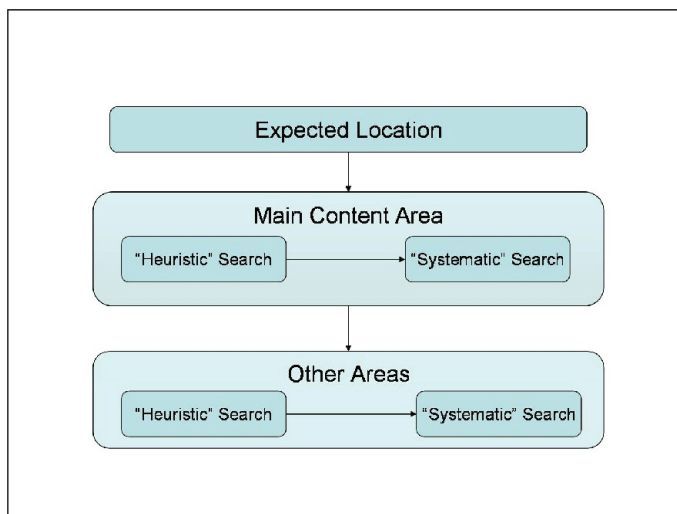 Expected Location
Main Content Area
"Heuristic" Search
"Systematic" Search
Other Areas
"Heuristic" Search
"Systematic" Search